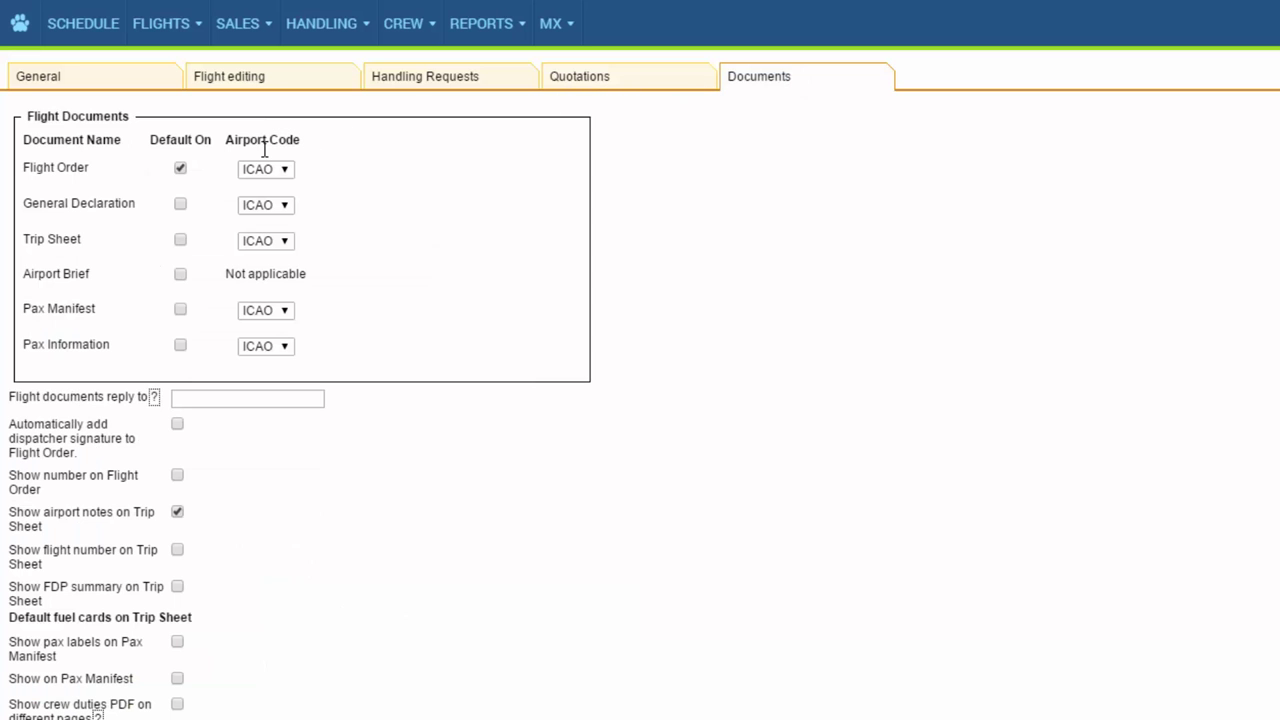 SCHEDULE FLIGHTS SALES HANDLING CREW REPORTS MX
General Flight editing Handling Requests Quotations Documents
Flight Documents
Document Name Default On Airport Code
Flight Order ICAO
General Declaration ICAO
Trip Sheet ICAO
Airport Brief Not applicable
Pax Manifest ICAO
Pax Information ICAO
Flight documents reply to ?
Automatically add
dispatcher signature to
Flight Order.
Show number on Flight
Order
Show airport notes on Trip
Sheet
Show flight number on Trip
Sheet
Show FDP summary on Trip
Sheet
Default fuel cards on Trip Sheet
Show pax labels on Pax
Manifest
Show on Pax Manifest
Show crew duties PDF on
different pages ?